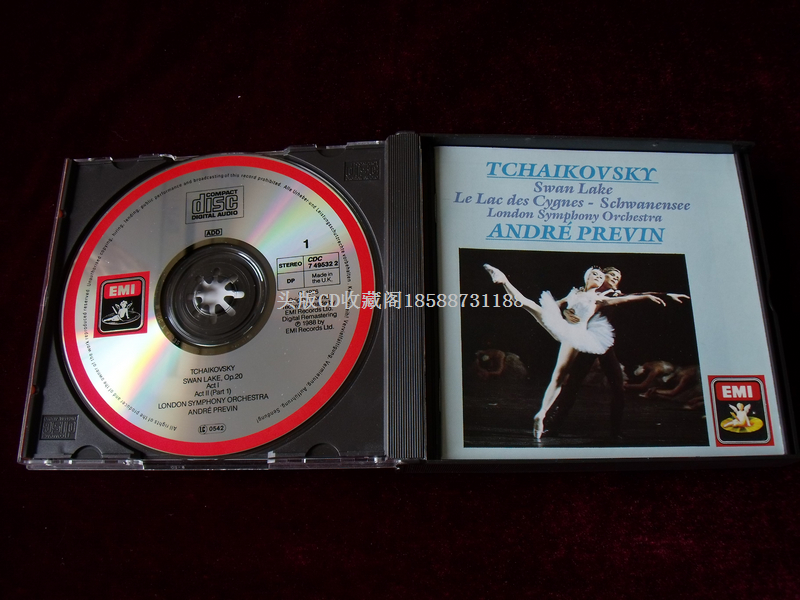 COMPACT
disc
DIGITAL AUDIO
ADD
1
STEREO
CDC
7 49532 2
DP
Made in
the U.K.
EMI
EMI Records Ltd.
Digital Remastering
℗ 1988 by
EMI Records Ltd.
TCHAIKOVSKY
SWAN LAKE, Op.20
Act I
Act II (Part 1)
LONDON SYMPHONY ORCHESTRA
ANDRÉ PREVIN
0542
TCHAIKOVSKY
Swan Lake
Le Lac des Cygnes - Schwanensee
London Symphony Orchestra
ANDRÉ PREVIN
EMI
头版CD收藏阁18588731188